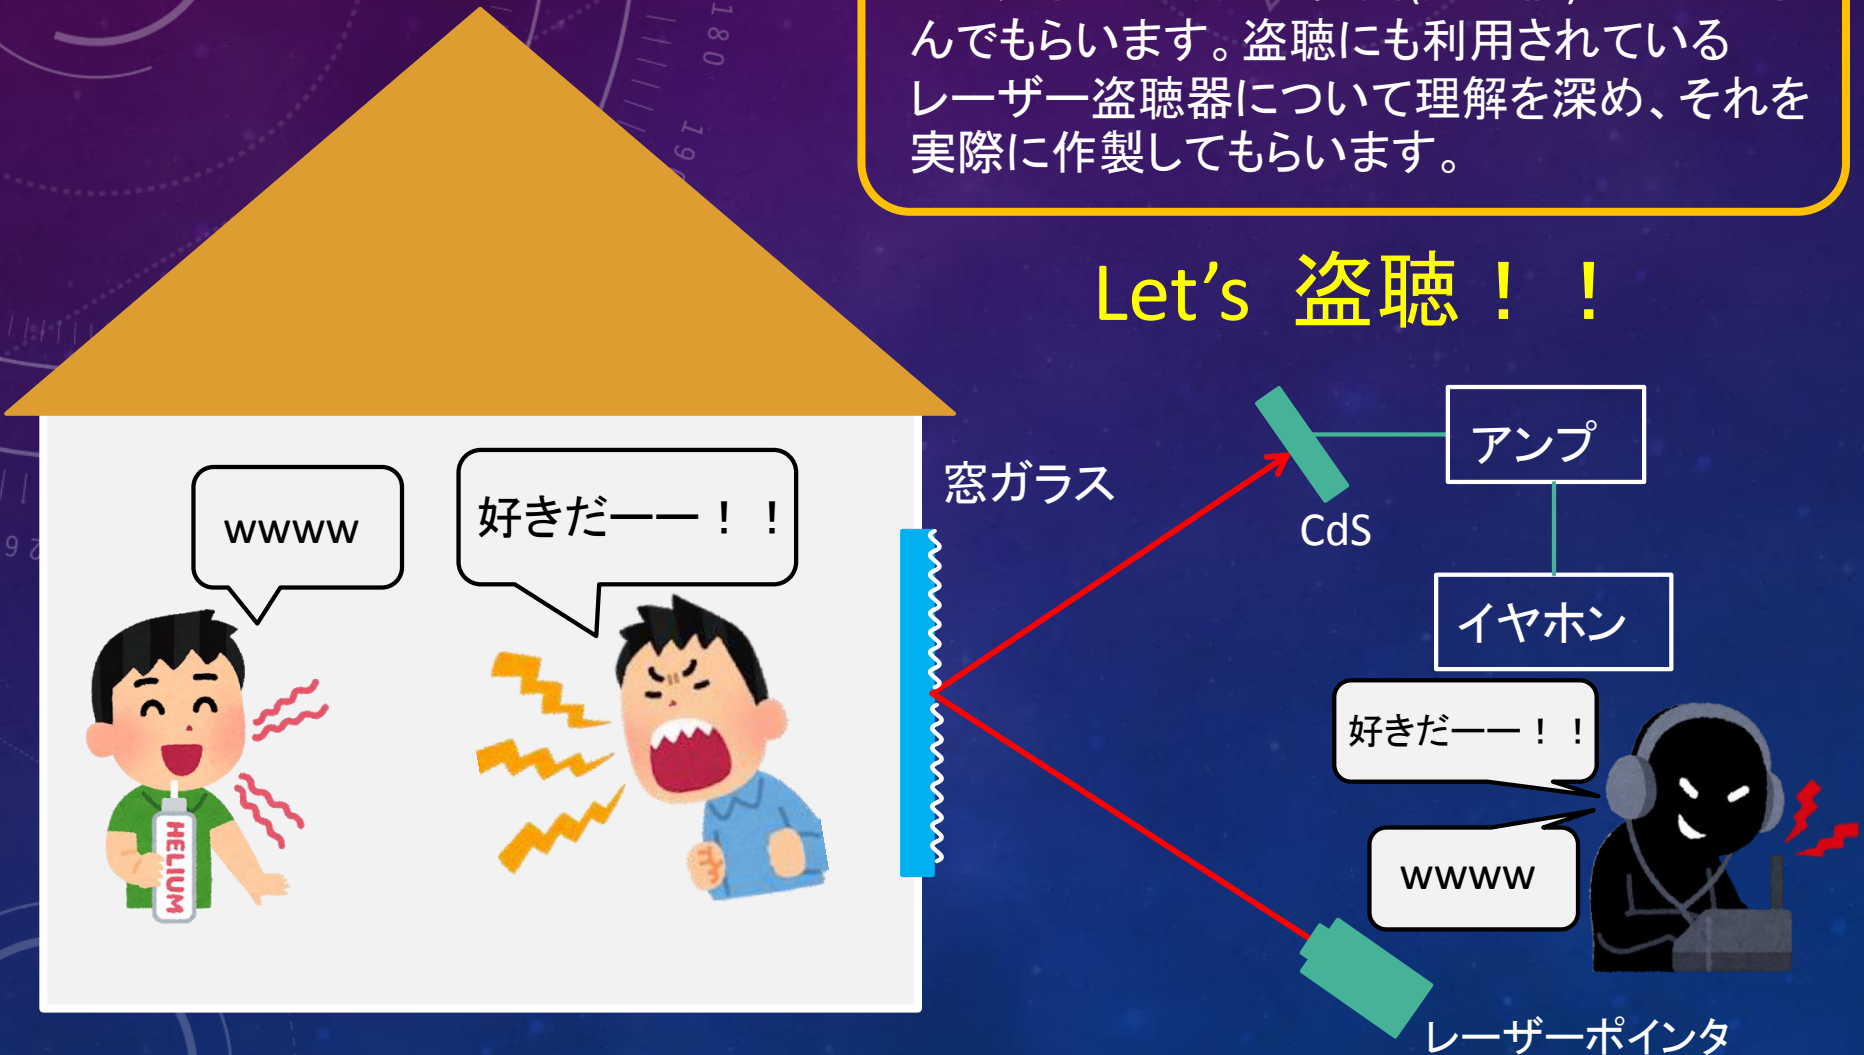 んでもらいます。盗聴にも利用されている
レーザー盗聴器について理解を深め、それを
実際に作製してもらいます。
Let’s 盗聴！！
窓ガラス
アンプ
CdS
イヤホン
wwww
好きだーー！！
好きだーー！！
wwww
HELIUM
レーザーポインタ
180
19